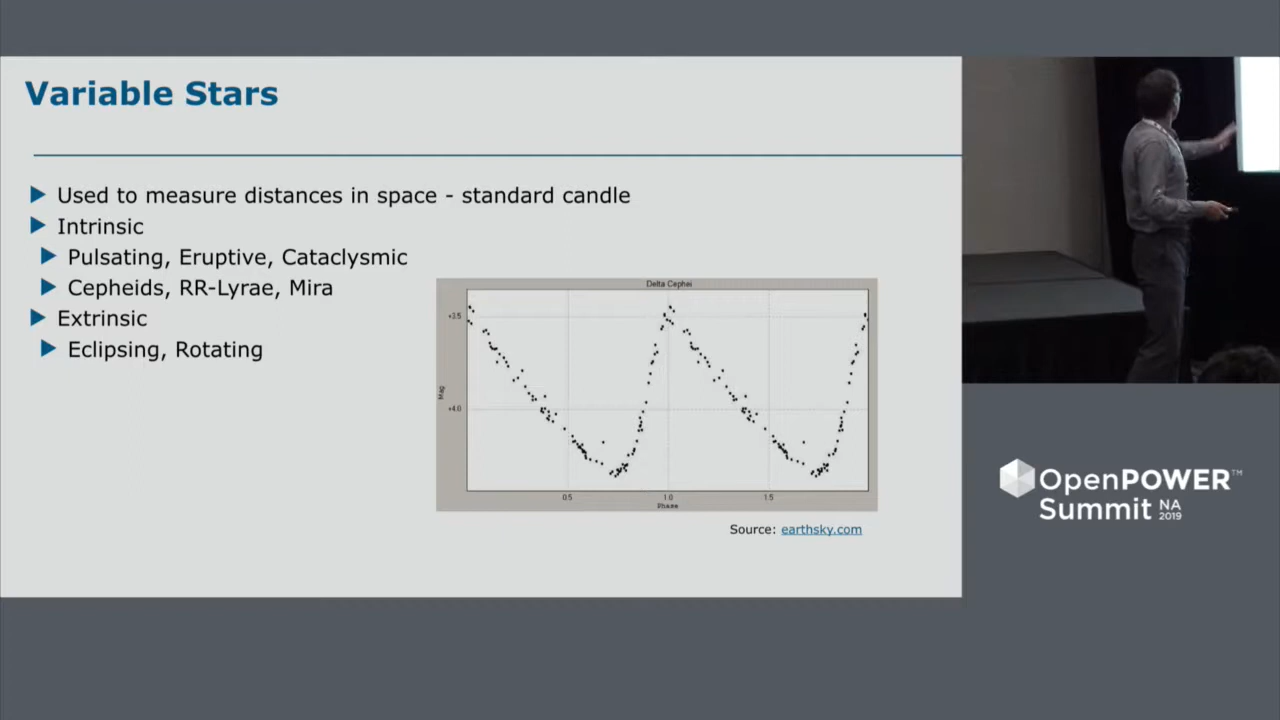 Variable Stars
Used to measure distances in space - standard candle
Intrinsic
Pulsating, Eruptive, Cataclysmic
Cepheids, RR-Lyrae, Mira
Extrinsic
Eclipsing, Rotating
Delta Cephei
+3.5
Mag
+4.0
0.5 1.0 1.5
Phase
Source: earthsky.com
OpenPOWER™
Summit NA
2019